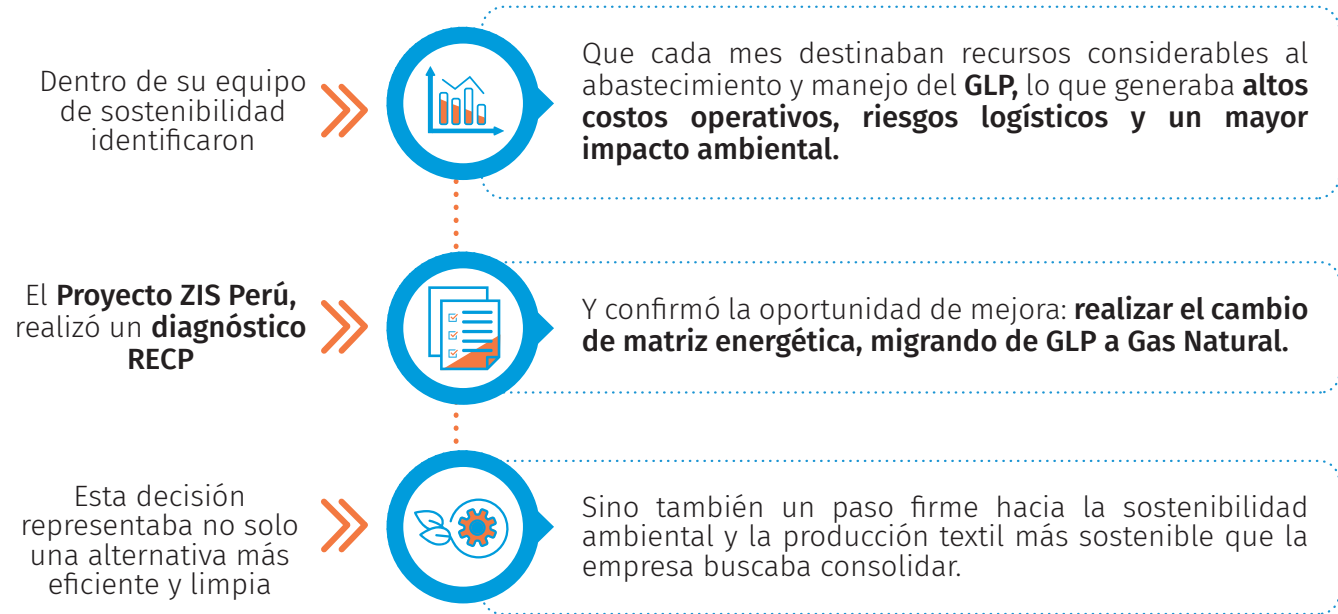 Dentro de su equipo
de sostenibilidad
identificaron
Que cada mes destinaban recursos considerables al
abastecimiento y manejo del GLP, lo que generaba altos
costos operativos, riesgos logísticos y un mayor
impacto ambiental.
El Proyecto ZIS Perú,
realizó un diagnóstico
RECP
Y confirmó la oportunidad de mejora: realizar el cambio
de matriz energética, migrando de GLP a Gas Natural.
Esta decisión
representaba no solo
una alternativa más
eficiente y limpia
Sino también un paso firme hacia la sostenibilidad
ambiental y la producción textil más sostenible que la
empresa buscaba consolidar.